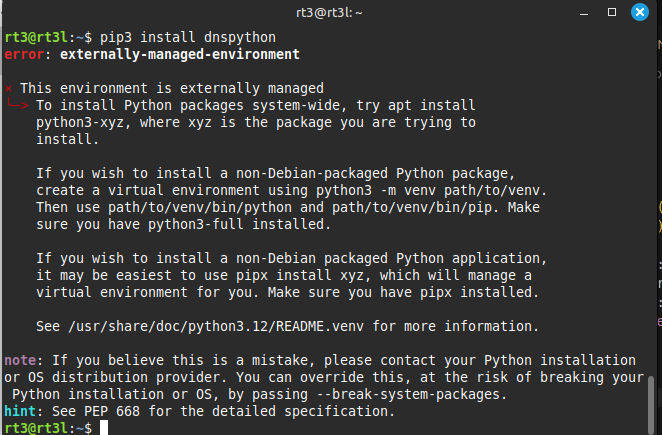 rt3@rt3l: ~
rt3@rt3l:~$ pip3 install dnspython
error: externally-managed-environment
× This environment is externally managed
╰─> To install Python packages system-wide, try apt install
python3-xyz, where xyz is the package you are trying to
install.
If you wish to install a non-Debian-packaged Python package,
create a virtual environment using python3 -m venv path/to/venv.
Then use path/to/venv/bin/python and path/to/venv/bin/pip. Make
sure you have python3-full installed.
If you wish to install a non-Debian packaged Python application,
it may be easiest to use pipx install xyz, which will manage a
virtual environment for you. Make sure you have pipx installed.
See /usr/share/doc/python3.12/README.venv for more information.
note: If you believe this is a mistake, please contact your Python installation
or OS distribution provider. You can override this, at the risk of breaking your
Python installation or OS, by passing --break-system-packages.
hint: See PEP 668 for the detailed specification.
rt3@rt3l:~$